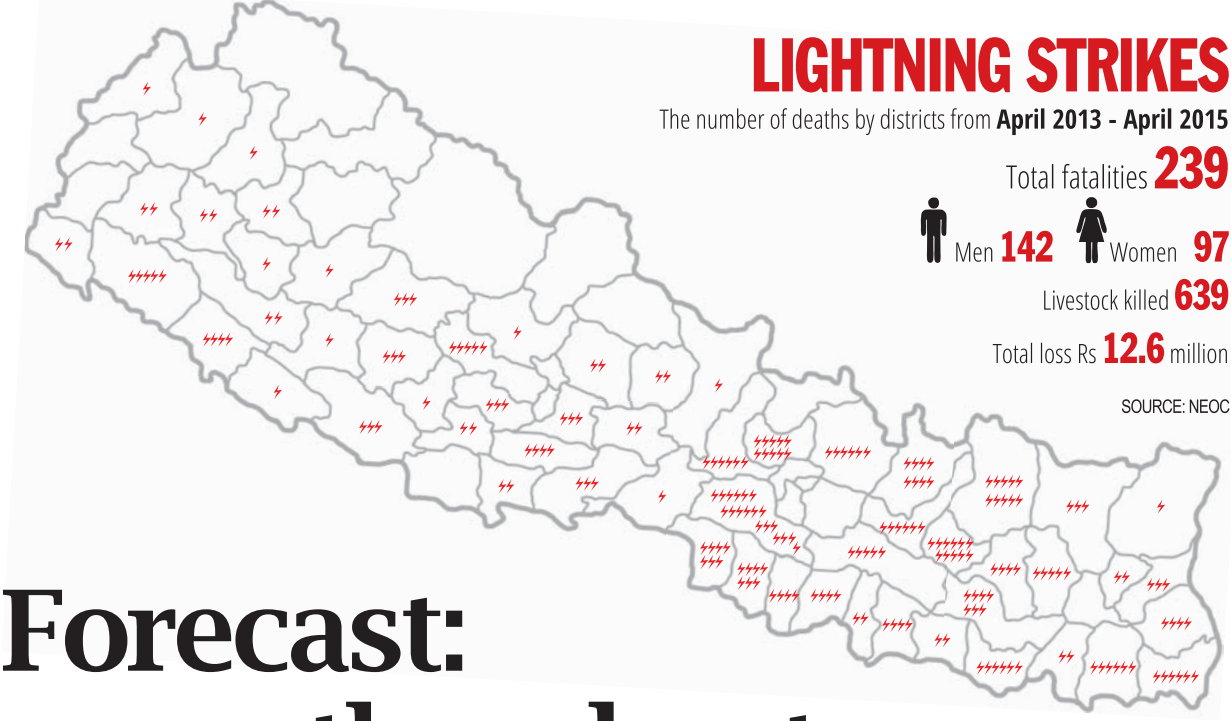 LIGHTNING STRIKES
The number of deaths by districts from April 2013 - April 2015
Total fatalities 239
Men 142 Women 97
Livestock killed 639
Total loss Rs 12.6 million
SOURCE: NEOC
Forecast: